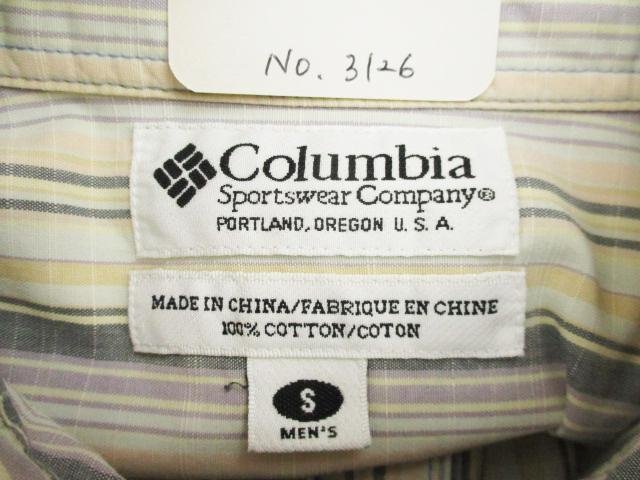 No. 3126
Columbia
Sportswear Company®
PORTLAND, OREGON U. S. A.
MADE IN CHINA/FABRIQUE EN CHINE
100% COTTON/COTON
S
MEN'S